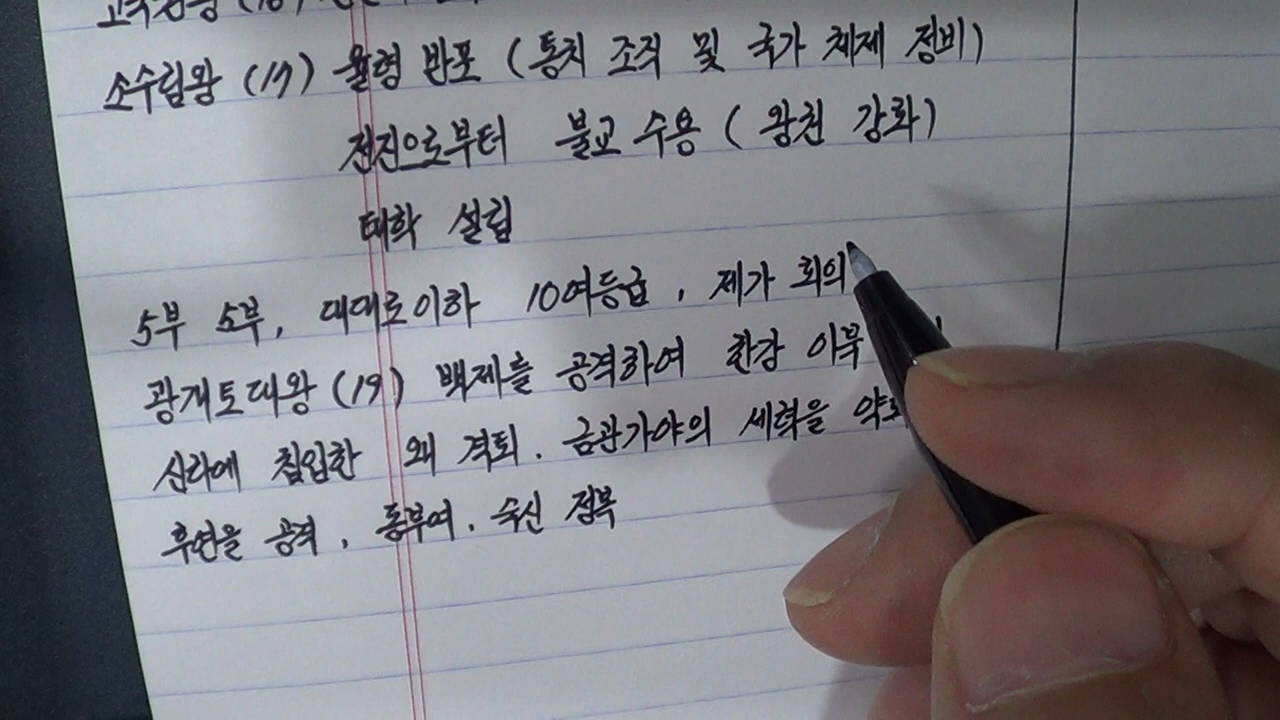 소수림왕 (17) 율령 반포 (통치 조직 및 국가 체제 정비)
전진으로부터 불교 수용 (왕권 강화)
태학 설립
5부 5부, 대대로이하 10여등급, 제가 회의
광개토대왕 (19) 백제를 공격하여 한강 이북
신라에 침입한 왜 격퇴. 금관가야의 세력을
후연을 공격, 동부여. 숙신 정복